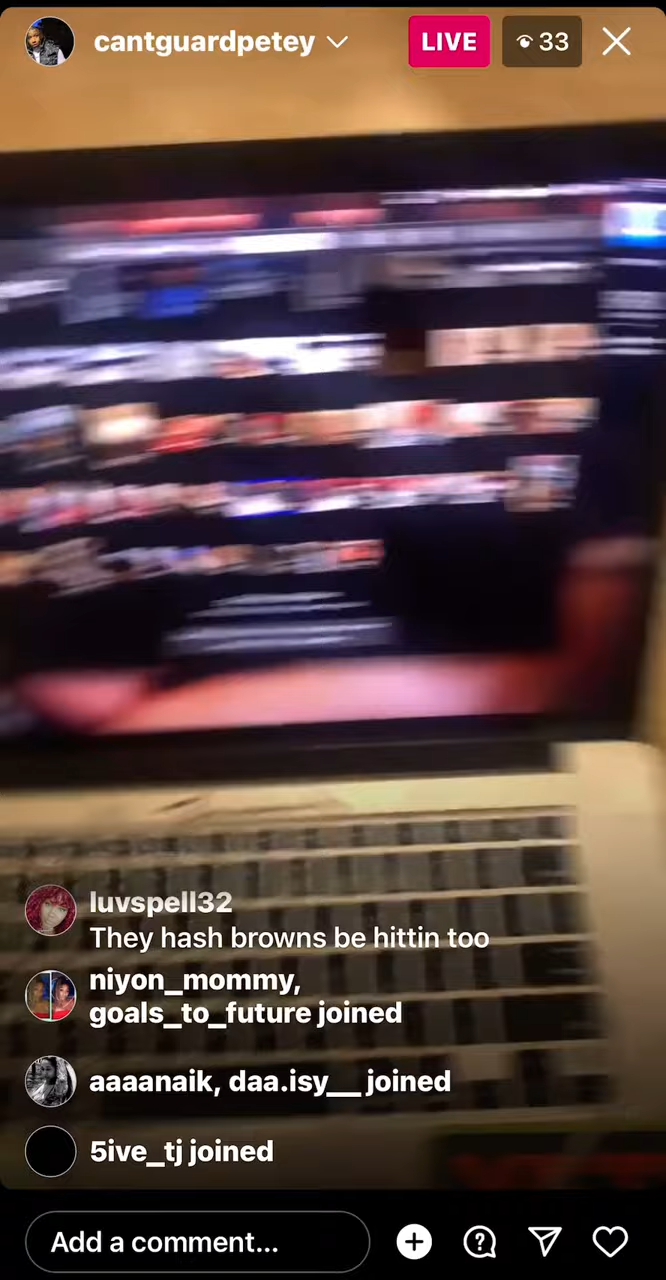 cantguardpetey
LIVE
33
luvspell32
They hash browns be hittin too
niyon_mommy,
goals_to_future joined
aaaanaik, daa.isy__ joined
5ive_tj joined
Add a comment...